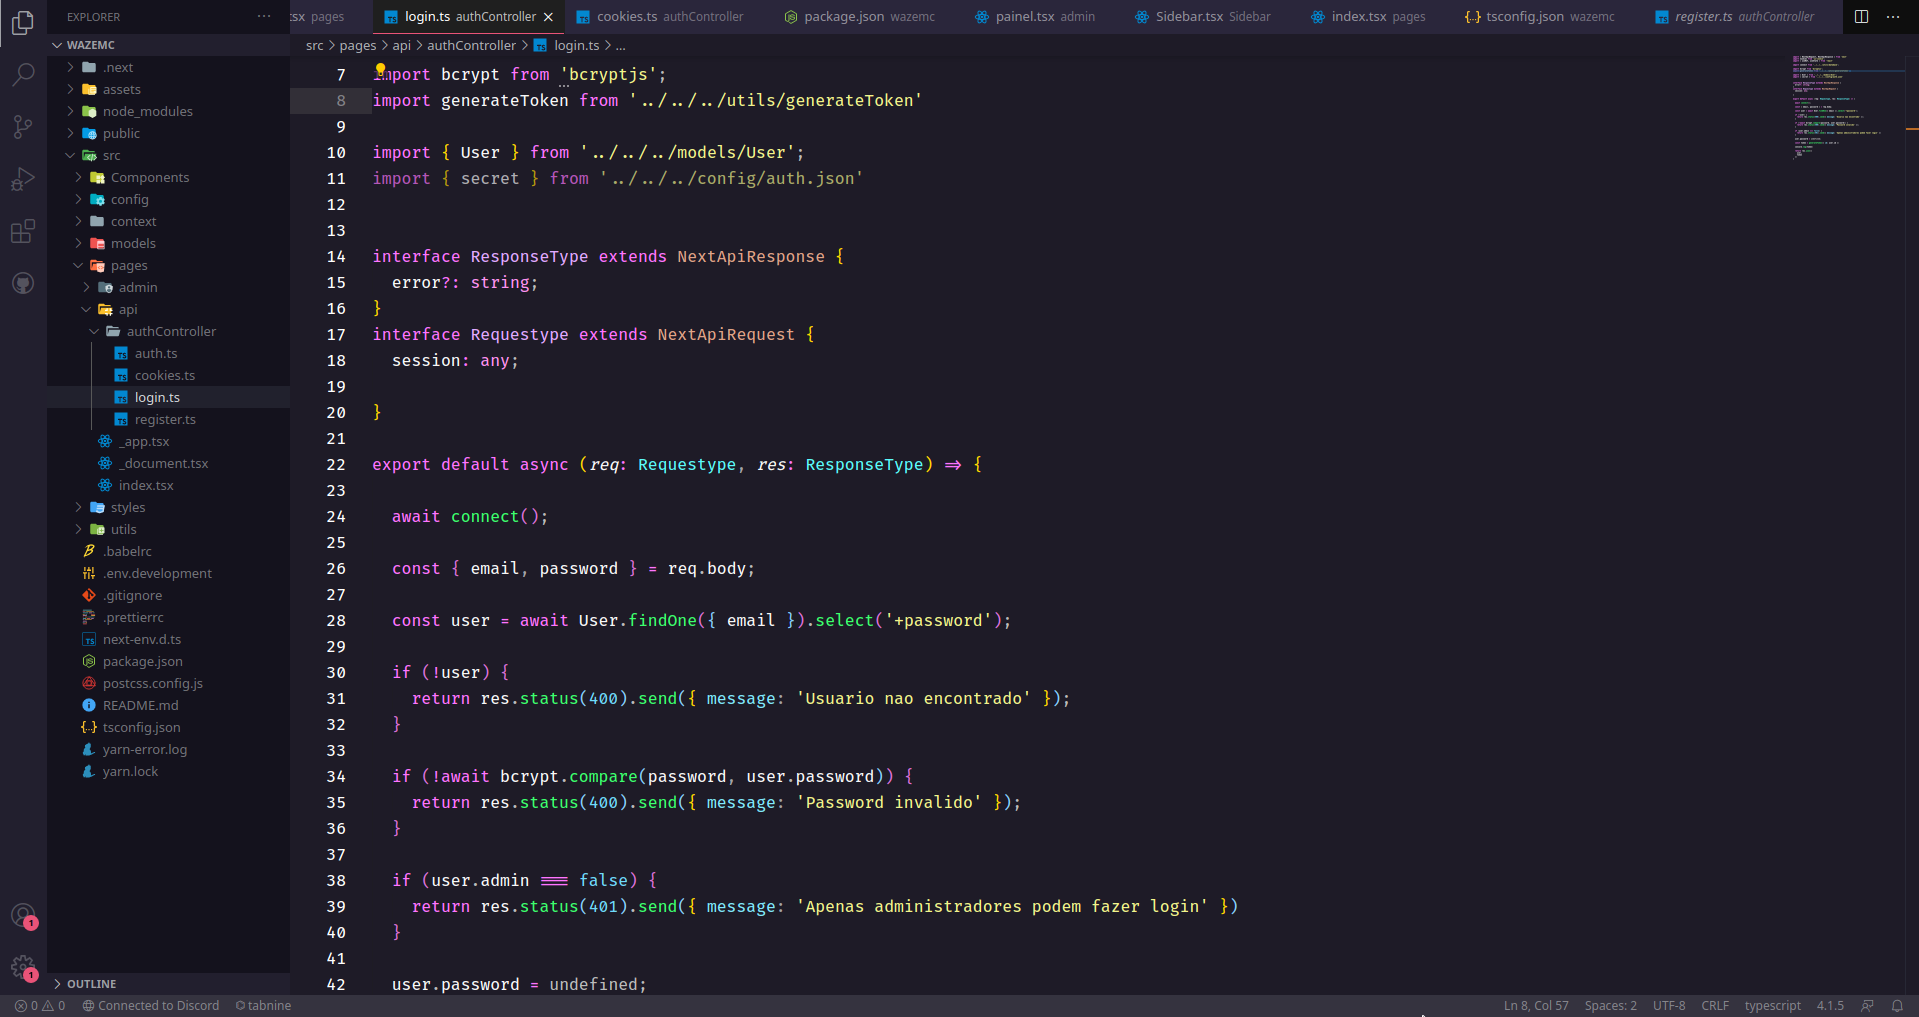 EXPLORER
WAZEMC
.next
assets
node_modules
public
src
Components
config
context
models
pages
admin
api
authController
auth.ts
cookies.ts
login.ts
register.ts
_app.tsx
_document.tsx
index.tsx
styles
utils
.babelrc
.env.development
.gitignore
.prettierrc
next-env.d.ts
package.json
postcss.config.js
README.md
tsconfig.json
yarn-error.log
yarn.lock
OUTLINE
tsx pages login.ts authController cookies.ts authController package.json wazemc painel.tsx admin Sidebar.tsx Sidebar index.tsx pages tsconfig.json wazemc register.ts authController
src > pages > api > authController > login.ts > ...
7 import bcrypt from 'bcryptjs';
8 import generateToken from '../../../utils/generateToken'
9
10 import { User } from '../../../models/User';
11 import { secret } from '../../../config/auth.json'
12
13
14 interface ResponseType extends NextApiResponse {
15 error?: string;
16 }
17 interface Requestype extends NextApiRequest {
18 session: any;
19
20 }
21
22 export default async (req: Requestype, res: ResponseType) => {
23
24 await connect();
25
26 const { email, password } = req.body;
27
28 const user = await User.findOne({ email }).select('+password');
29
30 if (!user) {
31 return res.status(400).send({ message: 'Usuario nao encontrado' });
32 }
33
34 if (!await bcrypt.compare(password, user.password)) {
35 return res.status(400).send({ message: 'Password invalido' });
36 }
37
38 if (user.admin === false) {
39 return res.status(401).send({ message: 'Apenas administradores podem fazer login' })
40 }
41
42 user.password = undefined;
1
1
0 0 Connected to Discord tabnine Ln 8, Col 57 Spaces: 2 UTF-8 CRLF typescript 4.1.5